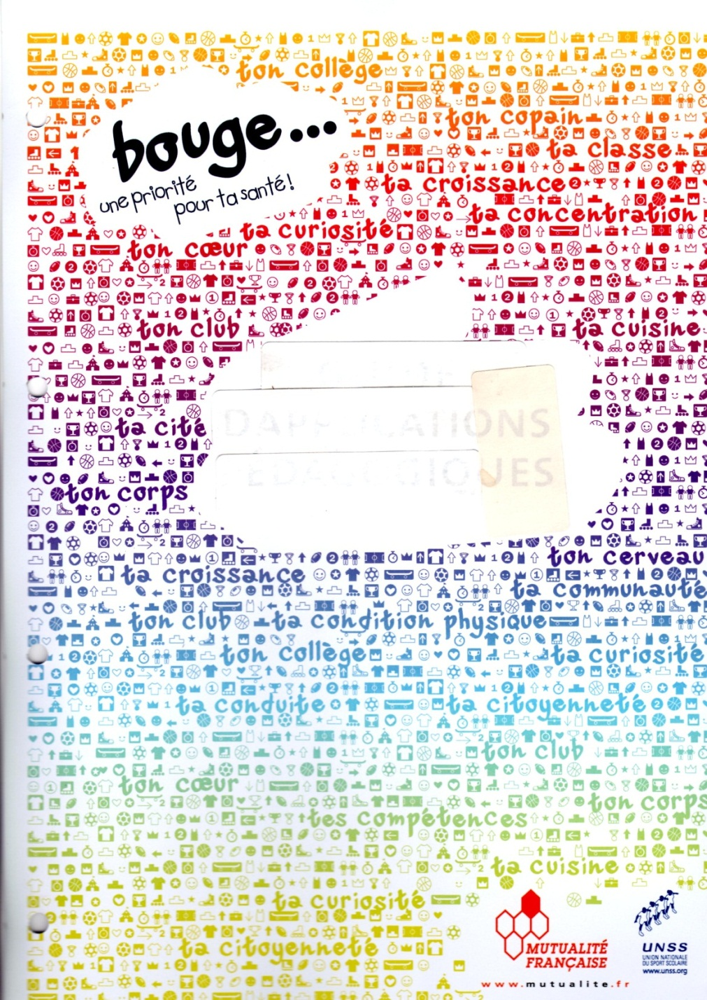 ton collège
bouge...
ton copain
ta classe
ta croissance
une priorité
pour ta santé !
ta concentration
ta curiosité
ton cœur
ton club
ta cuisine
D'APPLICATIONS
PÉDAGOGIQUES
ta cité
ton corps
ton cerveau
ta croissance
ta communauté
ton club
ta condition physique
ton collège
ta curiosité
ta conduite
ta citoyenneté
ton club
ton cœur
ton corps
tes compétences
ta cuisine
ta curiosité
ta citoyenneté
MUTUALITÉ
FRANÇAISE
www.mutualite.fr
UNSS
UNION NATIONALE
DU SPORT SCOLAIRE
www.unss.org